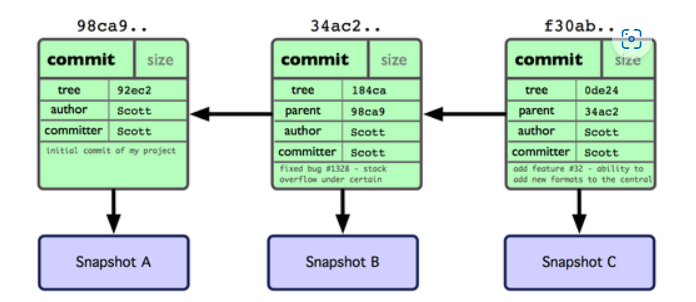 98ca9..
commit size
tree 92ec2
author Scott
committer Scott
initial commit of my project
Snapshot A
34ac2..
commit size
tree 184ca
parent 98ca9
author Scott
committer Scott
fixed bug #1328 - stack
overflow under certain
Snapshot B
f30ab..
commit size
tree 0de24
parent 34ac2
author Scott
committer Scott
add feature #32 - ability to
add new formats to the central
Snapshot C